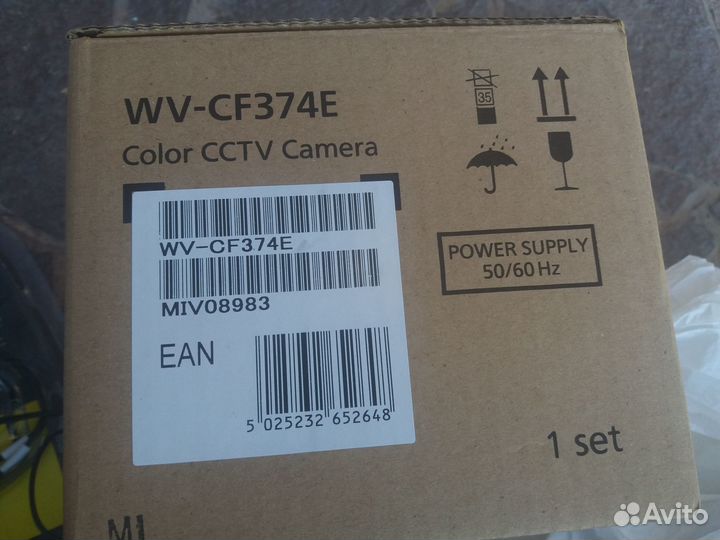 WV-CF374E
Color CCTV Camera
35
WV-CF374E
MIV08983
EAN
5 025232 652648
POWER SUPPLY
50/60 Hz
1 set
MI
Avito